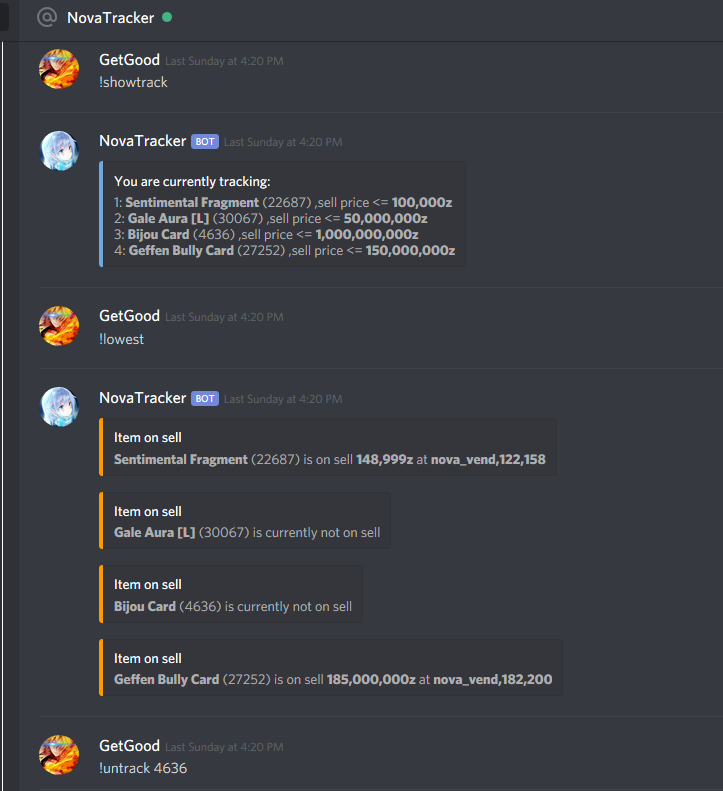 @ NovaTracker
GetGood Last Sunday at 4:20 PM
!showtrack
NovaTracker BOT Last Sunday at 4:20 PM
You are currently tracking:
1: Sentimental Fragment (22687) ,sell price <= 100,000z
2: Gale Aura [L] (30067) ,sell price <= 50,000,000z
3: Bijou Card (4636) ,sell price <= 1,000,000,000z
4: Geffen Bully Card (27252) ,sell price <= 150,000,000z
GetGood Last Sunday at 4:20 PM
!lowest
NovaTracker BOT Last Sunday at 4:20 PM
Item on sell
Sentimental Fragment (22687) is on sell 148,999z at nova_vend,122,158
Item on sell
Gale Aura [L] (30067) is currently not on sell
Item on sell
Bijou Card (4636) is currently not on sell
Item on sell
Geffen Bully Card (27252) is on sell 185,000,000z at nova_vend,182,200
GetGood Last Sunday at 4:20 PM
!untrack 4636